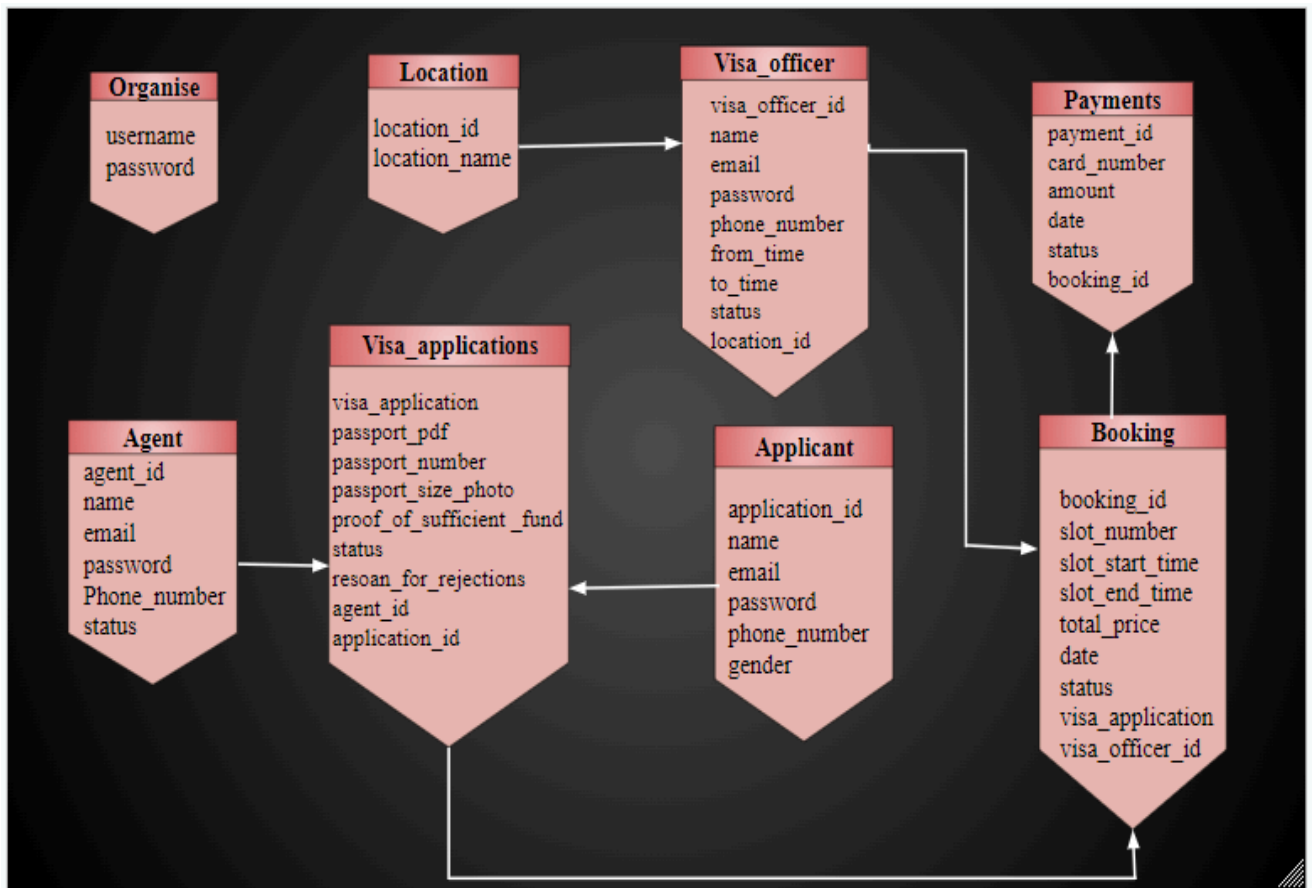 Organise
username
password
Location
location_id
location_name
Visa_officer
visa_officer_id
name
email
password
phone_number
from_time
to_time
status
location_id
Payments
payment_id
card_number
amount
date
status
booking_id
Agent
agent_id
name
email
password
Phone_number
status
Visa_applications
visa_application
passport_pdf
passport_number
passport_size_photo
proof_of_sufficient _fund
status
resoan_for_rejections
agent_id
application_id
Applicant
application_id
name
email
password
phone_number
gender
Booking
booking_id
slot_number
slot_start_time
slot_end_time
total_price
date
status
visa_application
visa_officer_id